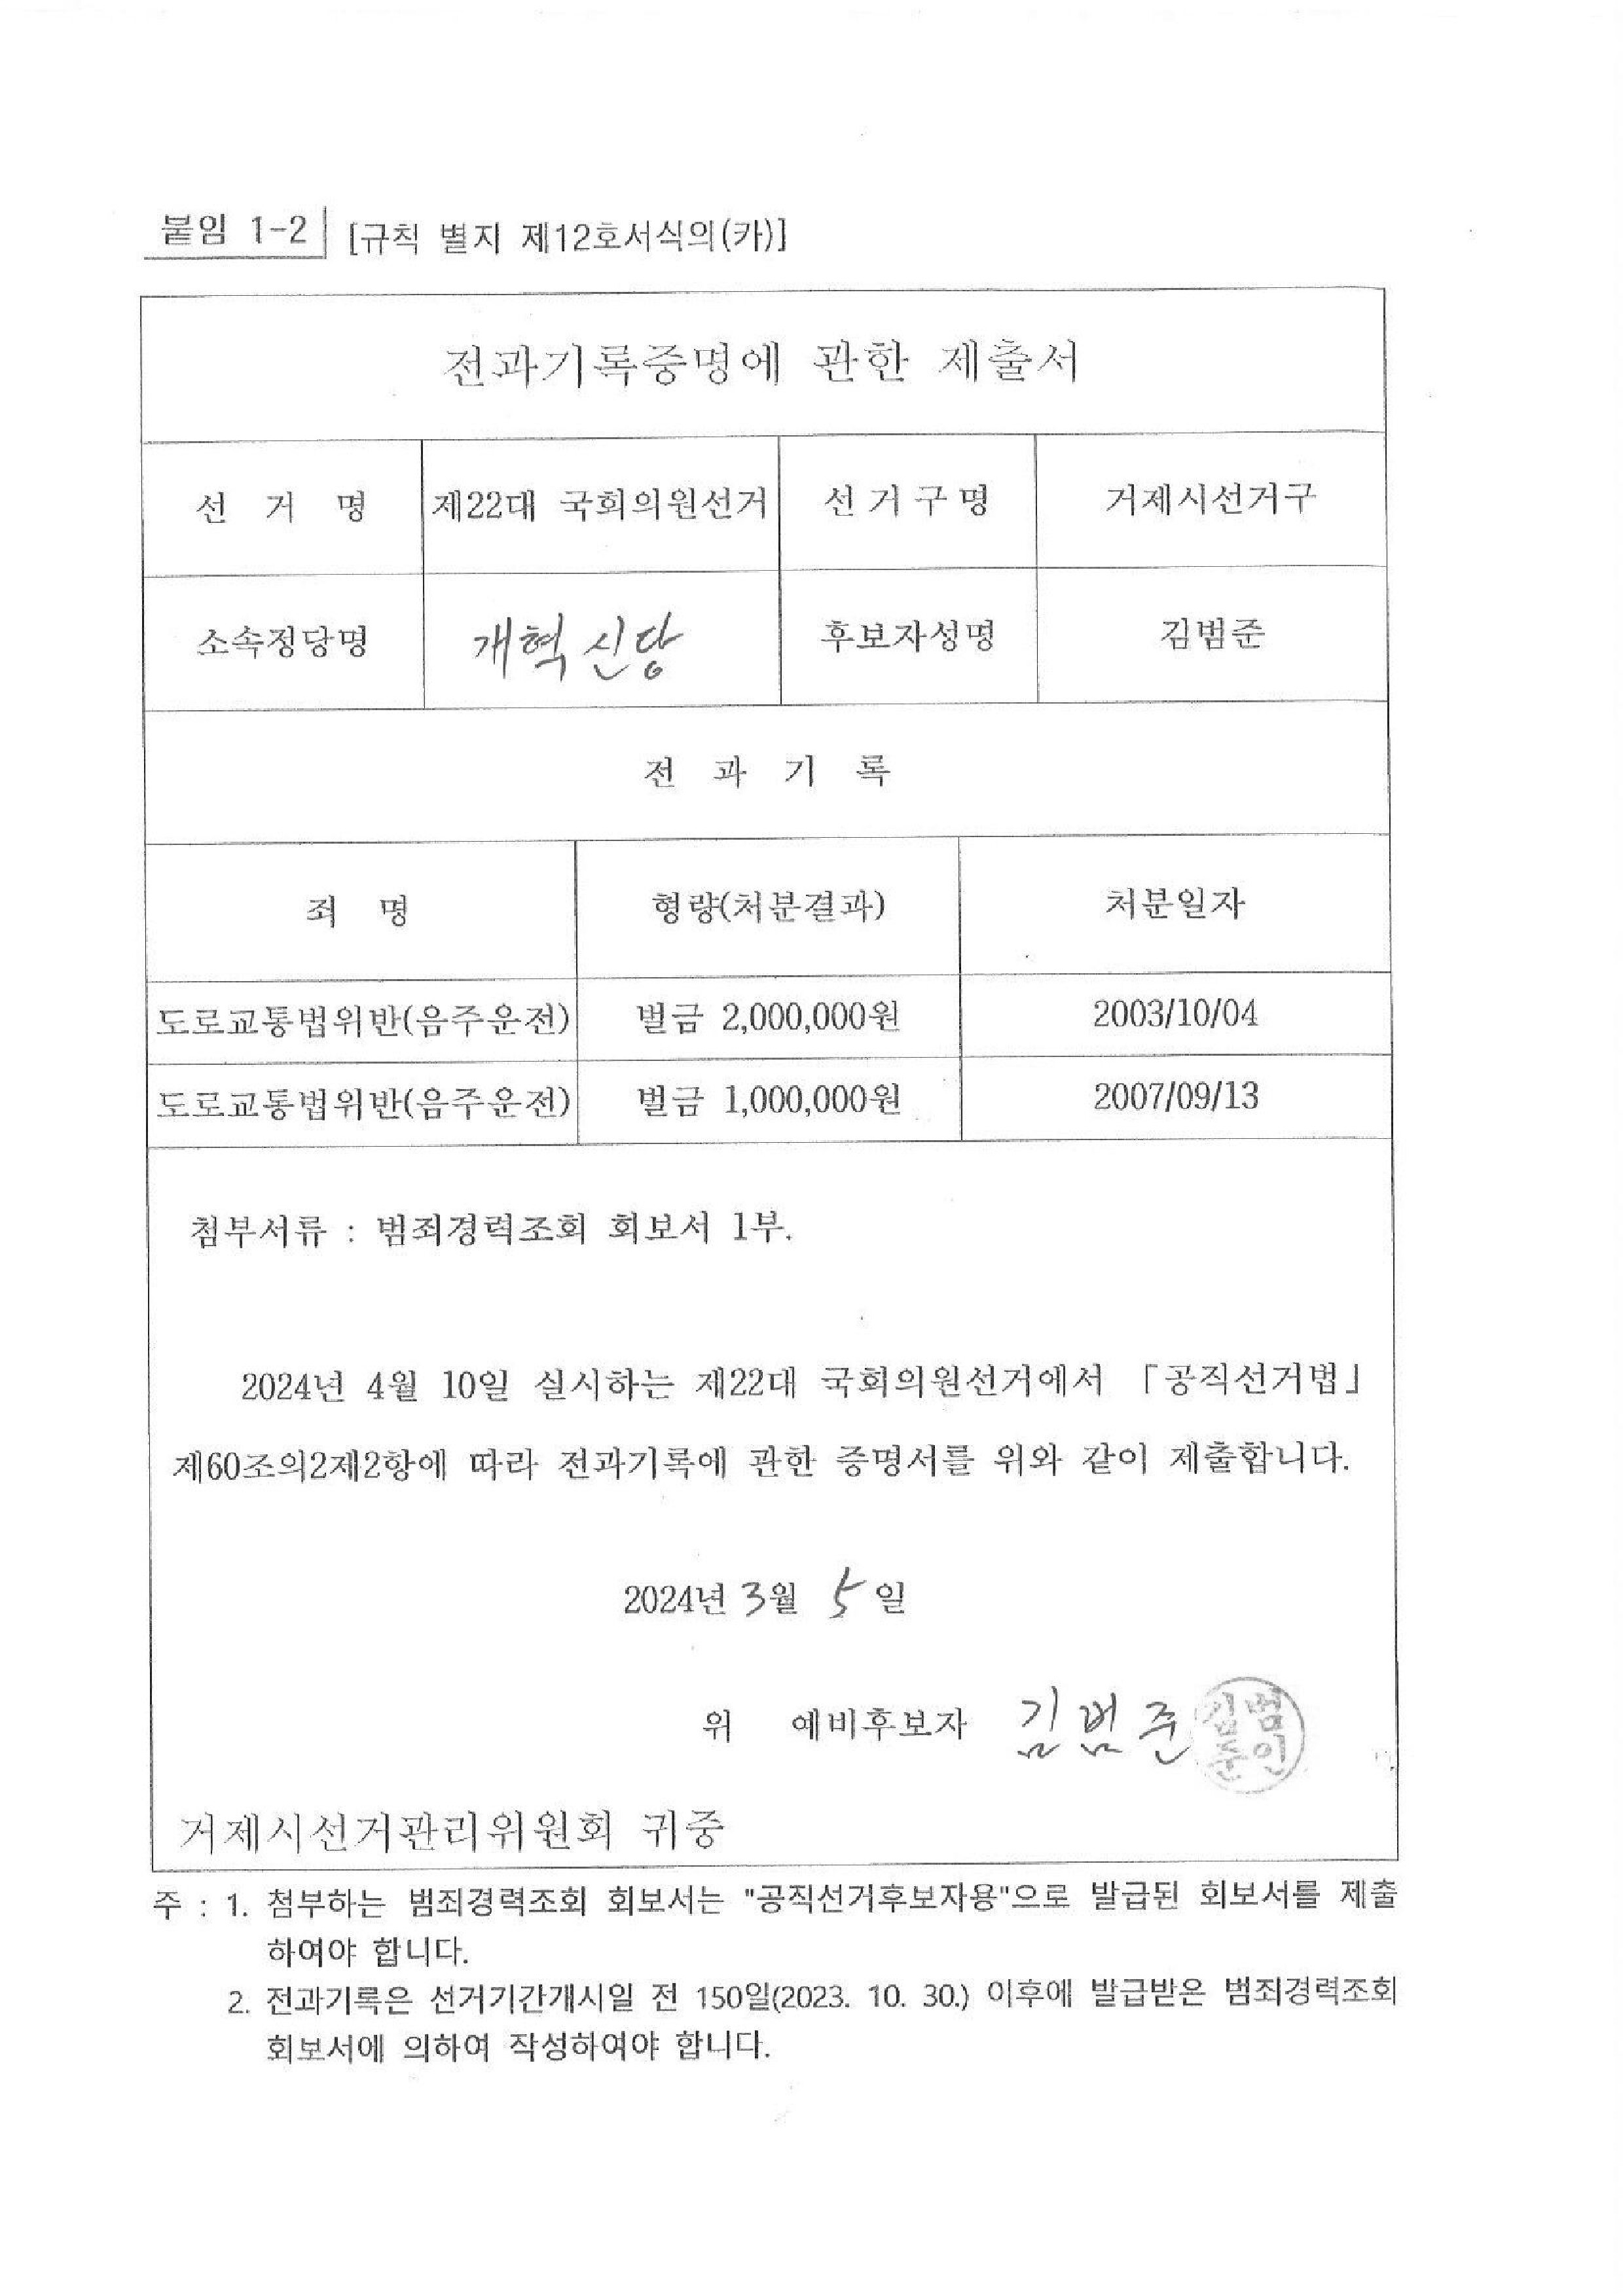 붙임 1-2 [규칙 별지 제12호서식의(카)]
전과기록증명에 관한 제출서
선 거 명 제22대 국회의원선거 선거구명 거제시선거구
소속정당명 개혁신당 후보자성명 김범준
전 과 기 록
죄 명 형량(처분결과) 처분일자
도로교통법위반(음주운전) 벌금 2,000,000원 2003/10/04
도로교통법위반(음주운전) 벌금 1,000,000원 2007/09/13
첨부서류 : 범죄경력조회 회보서 1부.
2024년 4월 10일 실시하는 제22대 국회의원선거에서 「공직선거법」
제60조의2제2항에 따라 전과기록에 관한 증명서를 위와 같이 제출합니다.
2024년 3월 5일
위 예비후보자 김범준 김범준인
거제시선거관리위원회 귀중
주 : 1. 첨부하는 범죄경력조회 회보서는 "공직선거후보자용"으로 발급된 회보서를 제출
하여야 합니다.
2. 전과기록은 선거기간개시일 전 150일(2023. 10. 30.) 이후에 발급받은 범죄경력조회
회보서에 의하여 작성하여야 합니다.